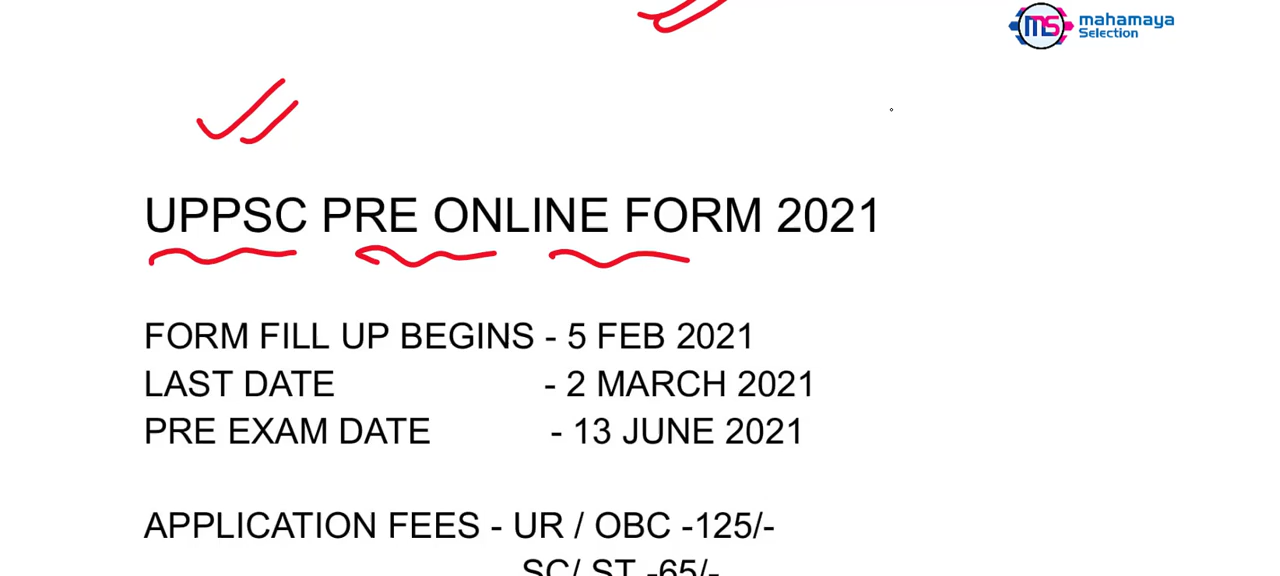 mahamaya
Selection
MS
UPPSC PRE ONLINE FORM 2021
FORM FILL UP BEGINS - 5 FEB 2021
LAST DATE - 2 MARCH 2021
PRE EXAM DATE - 13 JUNE 2021
APPLICATION FEES - UR / OBC -125/-
SC/ ST -65/-